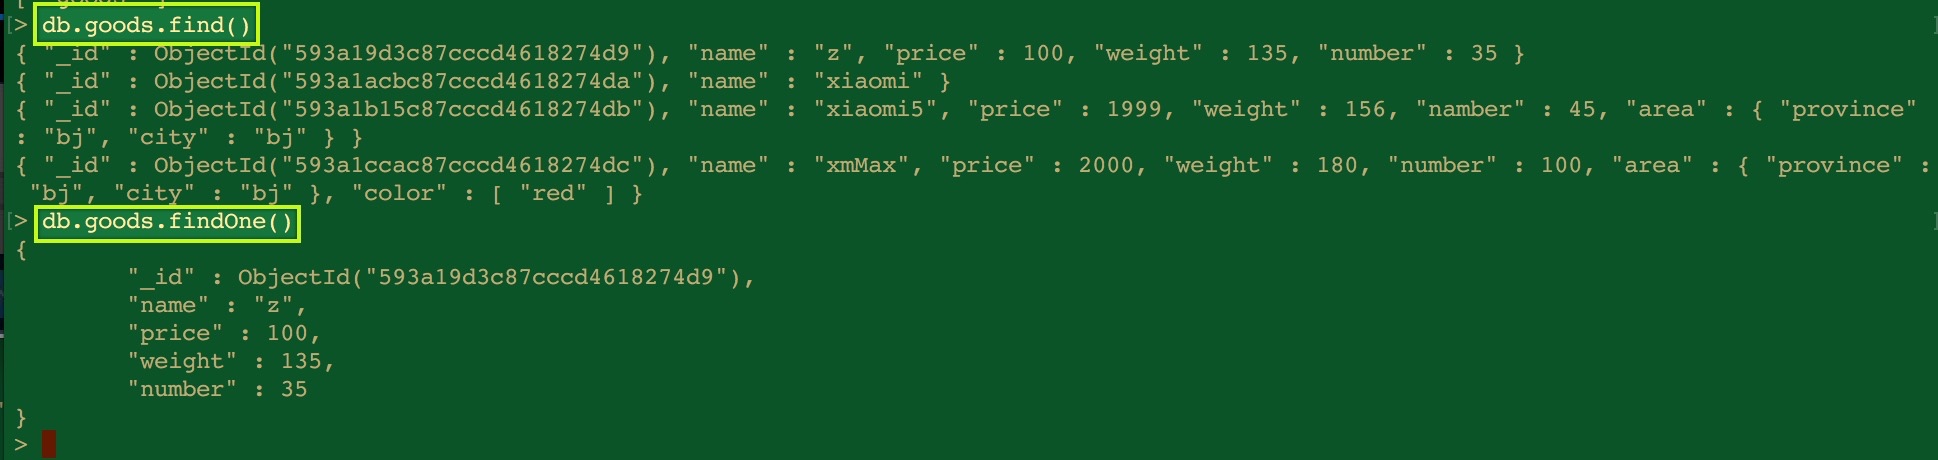 [> db.goods.find()
{ "_id" : ObjectId("593a19d3c87cccd4618274d9"), "name" : "z", "price" : 100, "weight" : 135, "number" : 35 }
{ "_id" : ObjectId("593a1acbc87cccd4618274da"), "name" : "xiaomi" }
{ "_id" : ObjectId("593a1b15c87cccd4618274db"), "name" : "xiaomi5", "price" : 1999, "weight" : 156, "namber" : 45, "area" : { "province"
: "bj", "city" : "bj" } }
{ "_id" : ObjectId("593a1ccac87cccd4618274dc"), "name" : "xmMax", "price" : 2000, "weight" : 180, "number" : 100, "area" : { "province" :
"bj", "city" : "bj" }, "color" : [ "red" ] }
[> db.goods.findOne()
{
"_id" : ObjectId("593a19d3c87cccd4618274d9"),
"name" : "z",
"price" : 100,
"weight" : 135,
"number" : 35
}
>